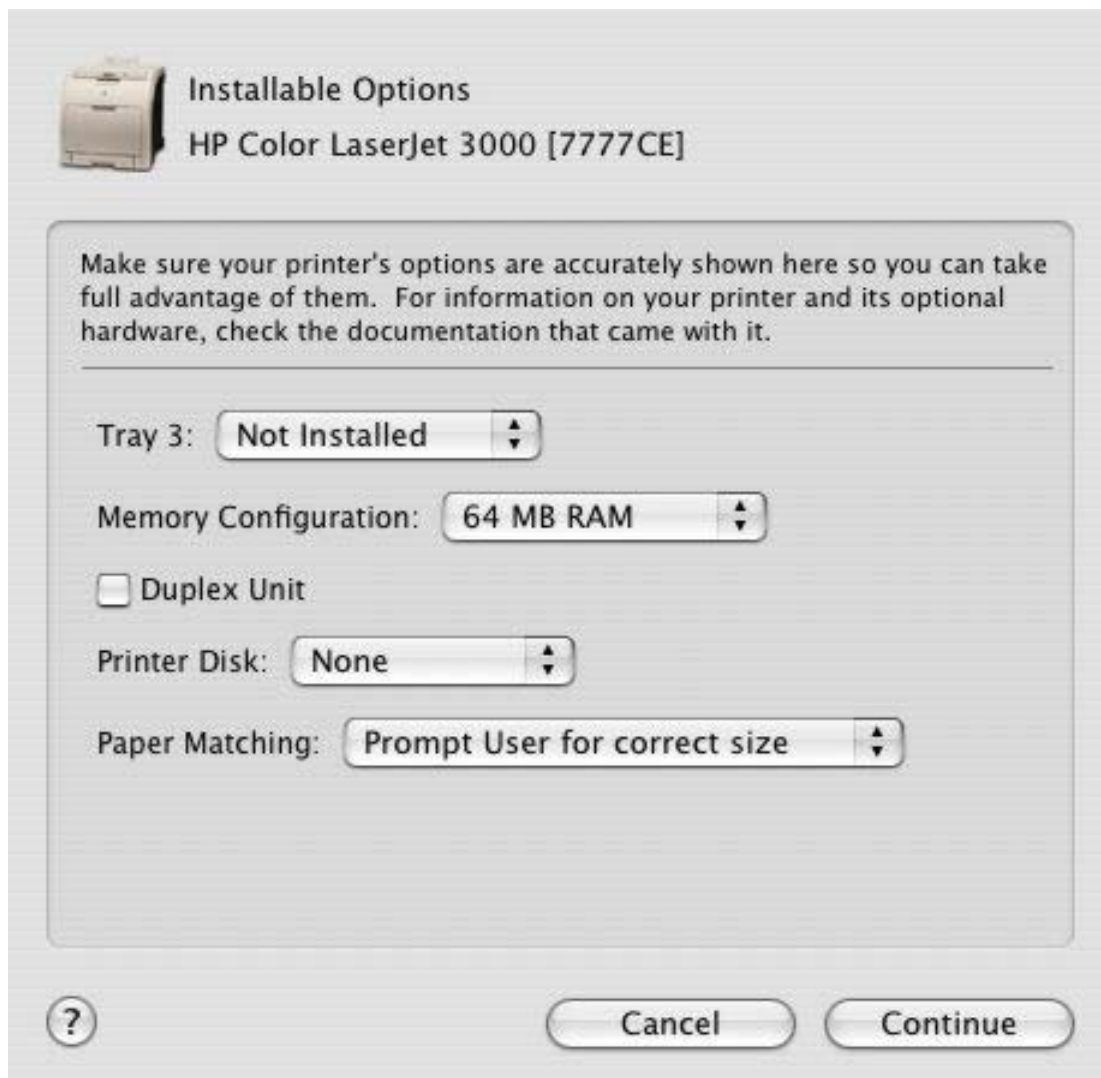 Installable Options
HP Color LaserJet 3000 [7777CE]
Make sure your printer's options are accurately shown here so you can take
full advantage of them.  For information on your printer and its optional
hardware, check the documentation that came with it.
Tray 3: Not Installed
Memory Configuration: 64 MB RAM
Duplex Unit
Printer Disk: None
Paper Matching: Prompt User for correct size
? Cancel Continue